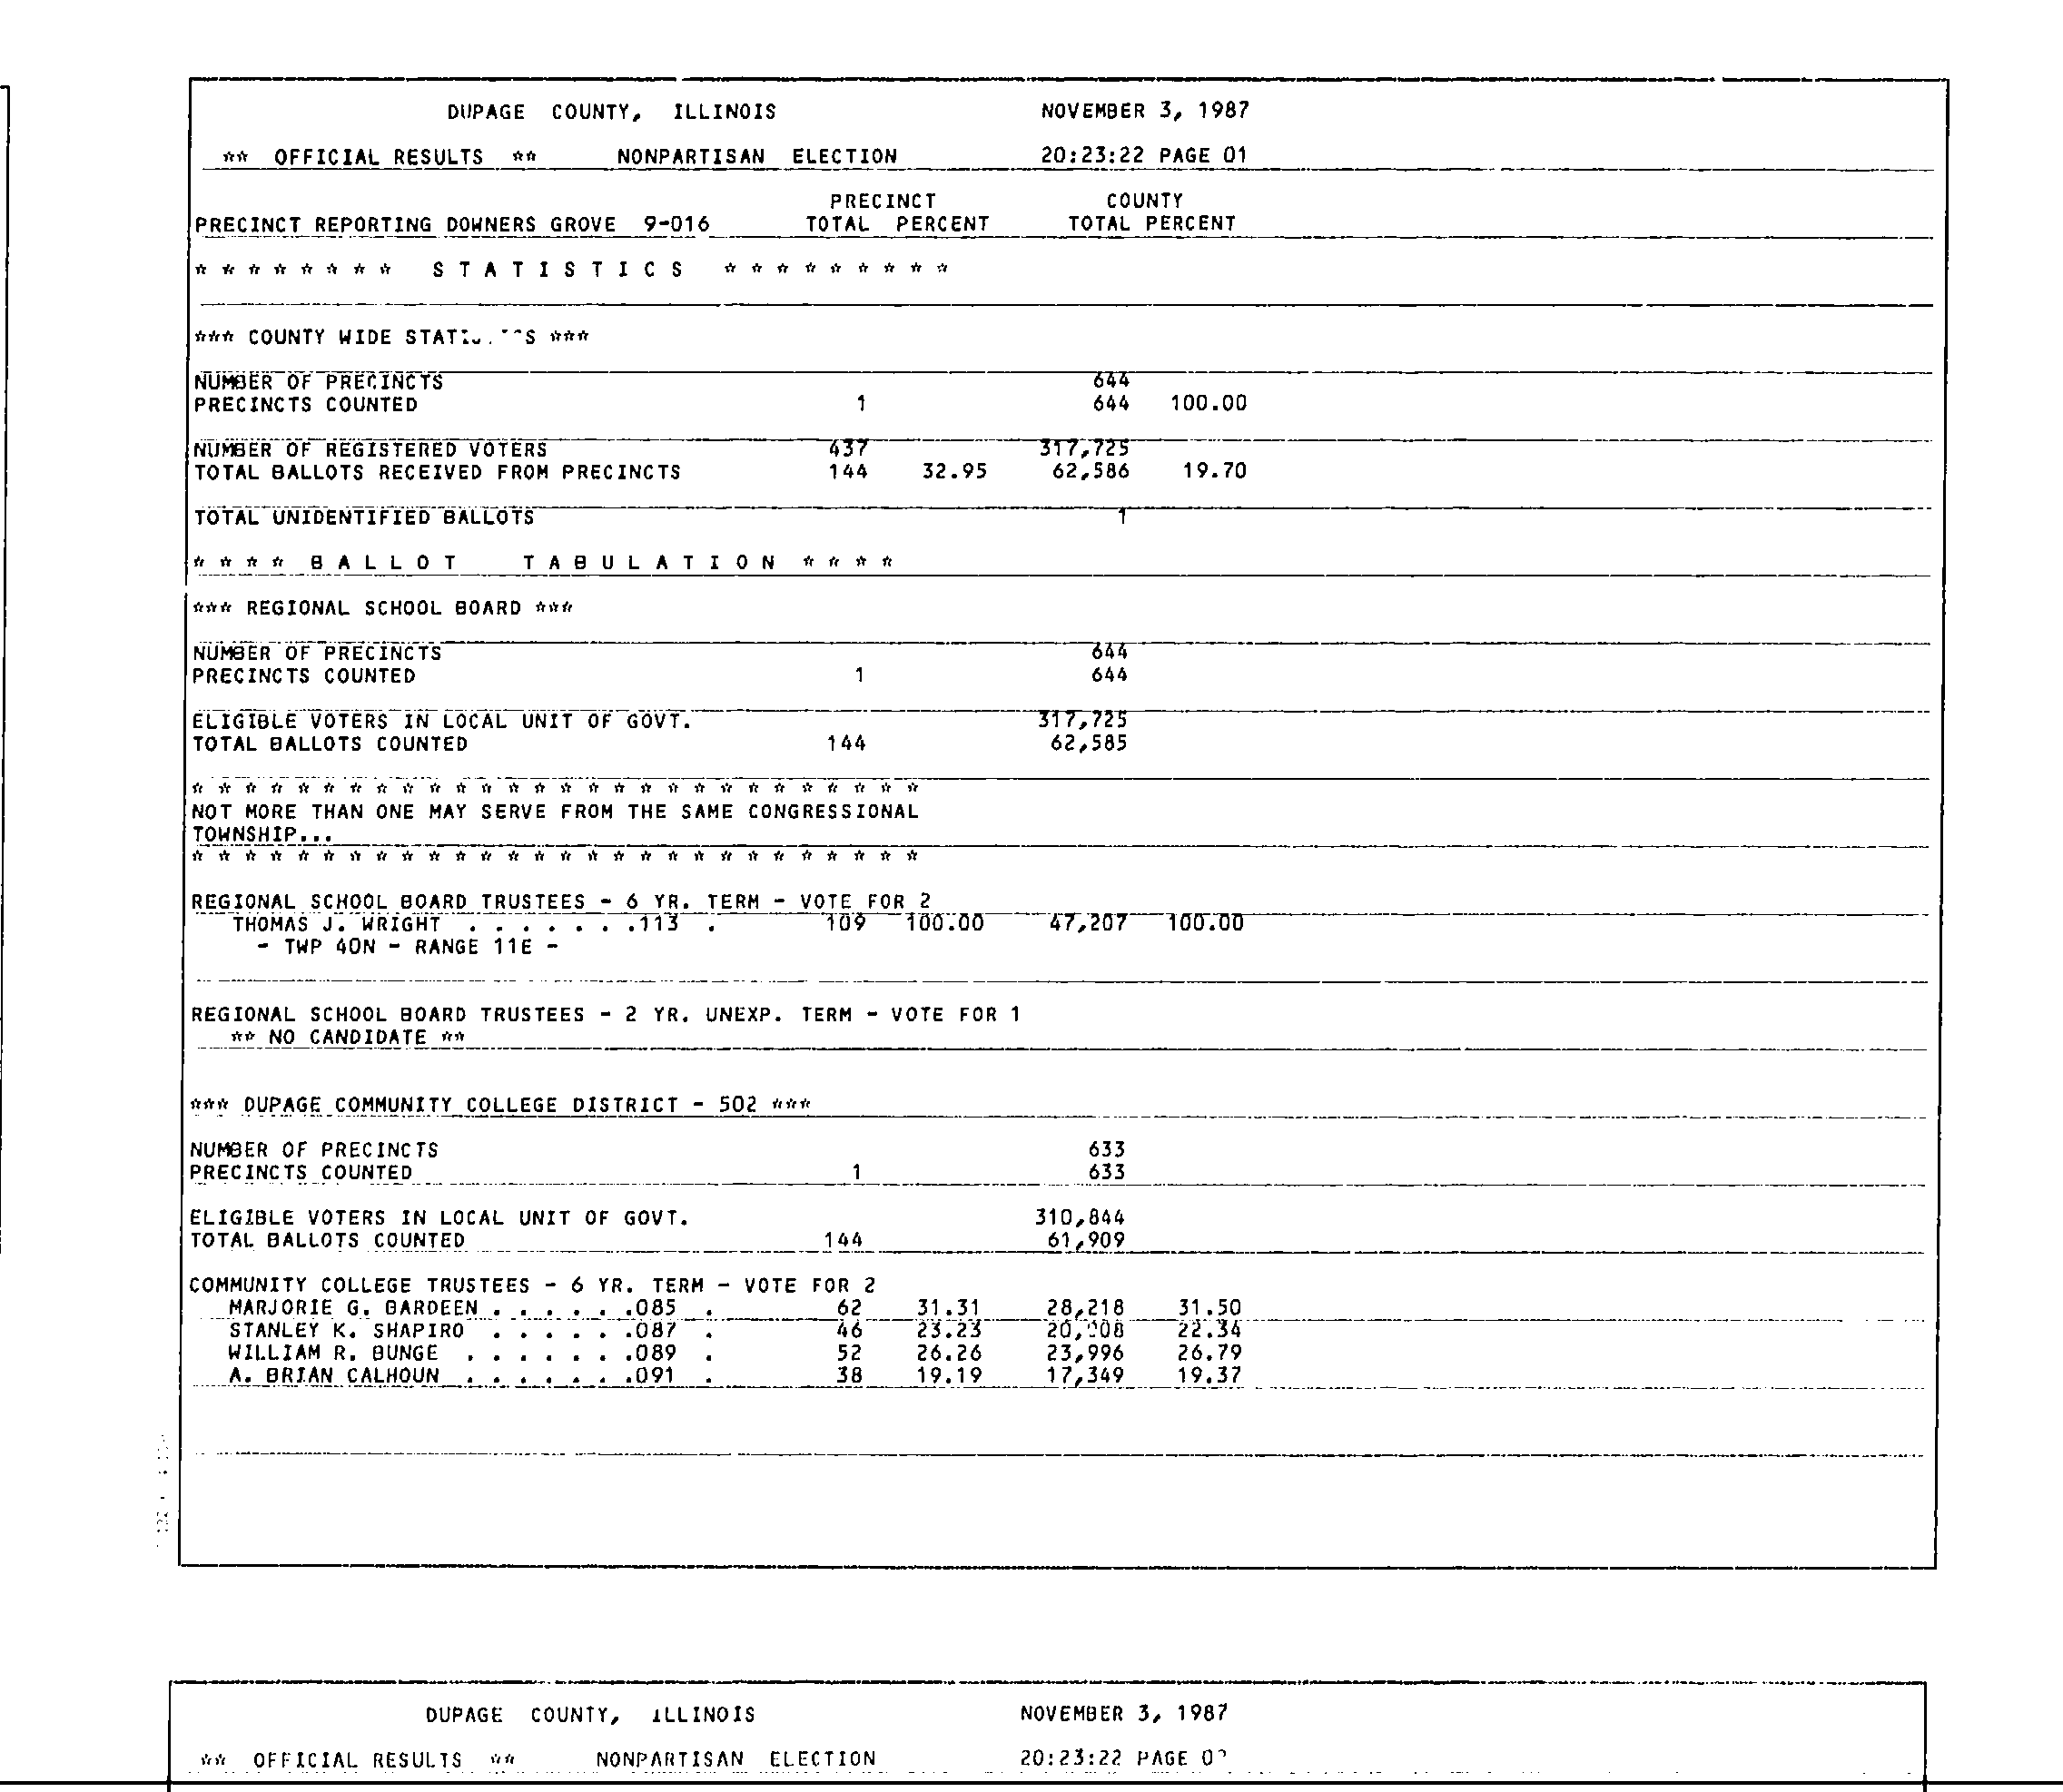 DUPAGE COUNTY, ILLINOIS NOVEMBER 3, 1987
** OFFICIAL RESULTS ** NONPARTISAN ELECTION 20:23:22 PAGE 01
PRECINCT COUNTY
PRECINCT REPORTING DOWNERS GROVE 9-016 TOTAL PERCENT TOTAL PERCENT
* * * * * * * * S T A T I S T I C S * * * * * * * * *
*** COUNTY WIDE ***
NUMBER OF PRECINCTS 644
PRECINCTS COUNTED 1 644 100.00
NUMBER OF REGISTERED VOTERS 437 317,725
TOTAL BALLOTS RECEIVED FROM PRECINCTS 144 32.95 62,586 19.70
TOTAL UNIDENTIFIED BALLOTS 1
* * * * B A L L O T T A B U L A T I O N * * * *
*** REGIONAL SCHOOL BOARD ***
NUMBER OF PRECINCTS 644
PRECINCTS COUNTED 1 644
ELIGIBLE VOTERS IN LOCAL UNIT OF GOVT. 317,725
TOTAL BALLOTS COUNTED 144 62,585
* * * * * * * * * * * * * * * * * * * * * * * * * * * *
NOT MORE THAN ONE MAY SERVE FROM THE SAME CONGRESSIONAL
TOWNSHIP...
* * * * * * * * * * * * * * * * * * * * * * * * * * * *
REGIONAL SCHOOL BOARD TRUSTEES - 6 YR. TERM - VOTE FOR 2
THOMAS J. WRIGHT . . . . . . .113 . 109 100.00 47,207 100.00
- TWP 40N - RANGE 11E -
REGIONAL SCHOOL BOARD TRUSTEES - 2 YR. UNEXP. TERM - VOTE FOR 1
** NO CANDIDATE **
*** DUPAGE COMMUNITY COLLEGE DISTRICT - 502 ***
NUMBER OF PRECINCTS 633
PRECINCTS COUNTED 1 633
ELIGIBLE VOTERS IN LOCAL UNIT OF GOVT. 310,844
TOTAL BALLOTS COUNTED 144 61,909
COMMUNITY COLLEGE TRUSTEES - 6 YR. TERM - VOTE FOR 2
MARJORIE G. BARDEEN . . . . . .085 . 62 31.31 28,218 31.50
STANLEY K. SHAPIRO . . . . . .087 . 46 23.23 22.34
WILLIAM R. BUNGE . . . . . . .089 . 52 26.26 23,996 26.79
A. BRIAN CALHOUN . . . . . . .091 . 38 19.19 17,349 19.37
DUPAGE COUNTY, ILLINOIS NOVEMBER 3, 1987
** OFFICIAL RESULTS ** NONPARTISAN ELECTION 20:23:22 PAGE